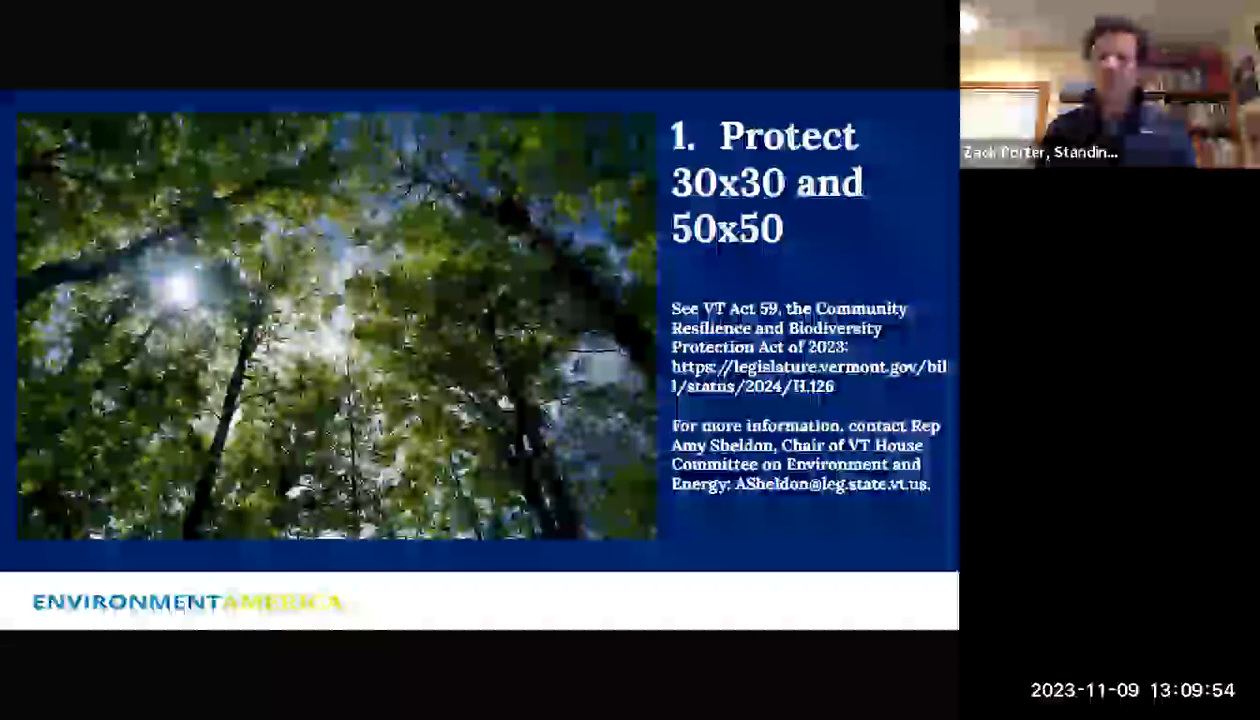 1. Protect
30x30 and
50x50
See VT Act 59, the Community
Resilience and Biodiversity
Protection Act of 2023:
https://legislature.vermont.gov/bil
l/status/2024/H.126
For more information, contact Rep
Amy Sheldon, Chair of VT House
Committee on Environment and
Energy: ASheldon@leg.state.vt.us.
ENVIRONMENTAMERICA
Zack Porter, Standin...
2023-11-09 13:09:54